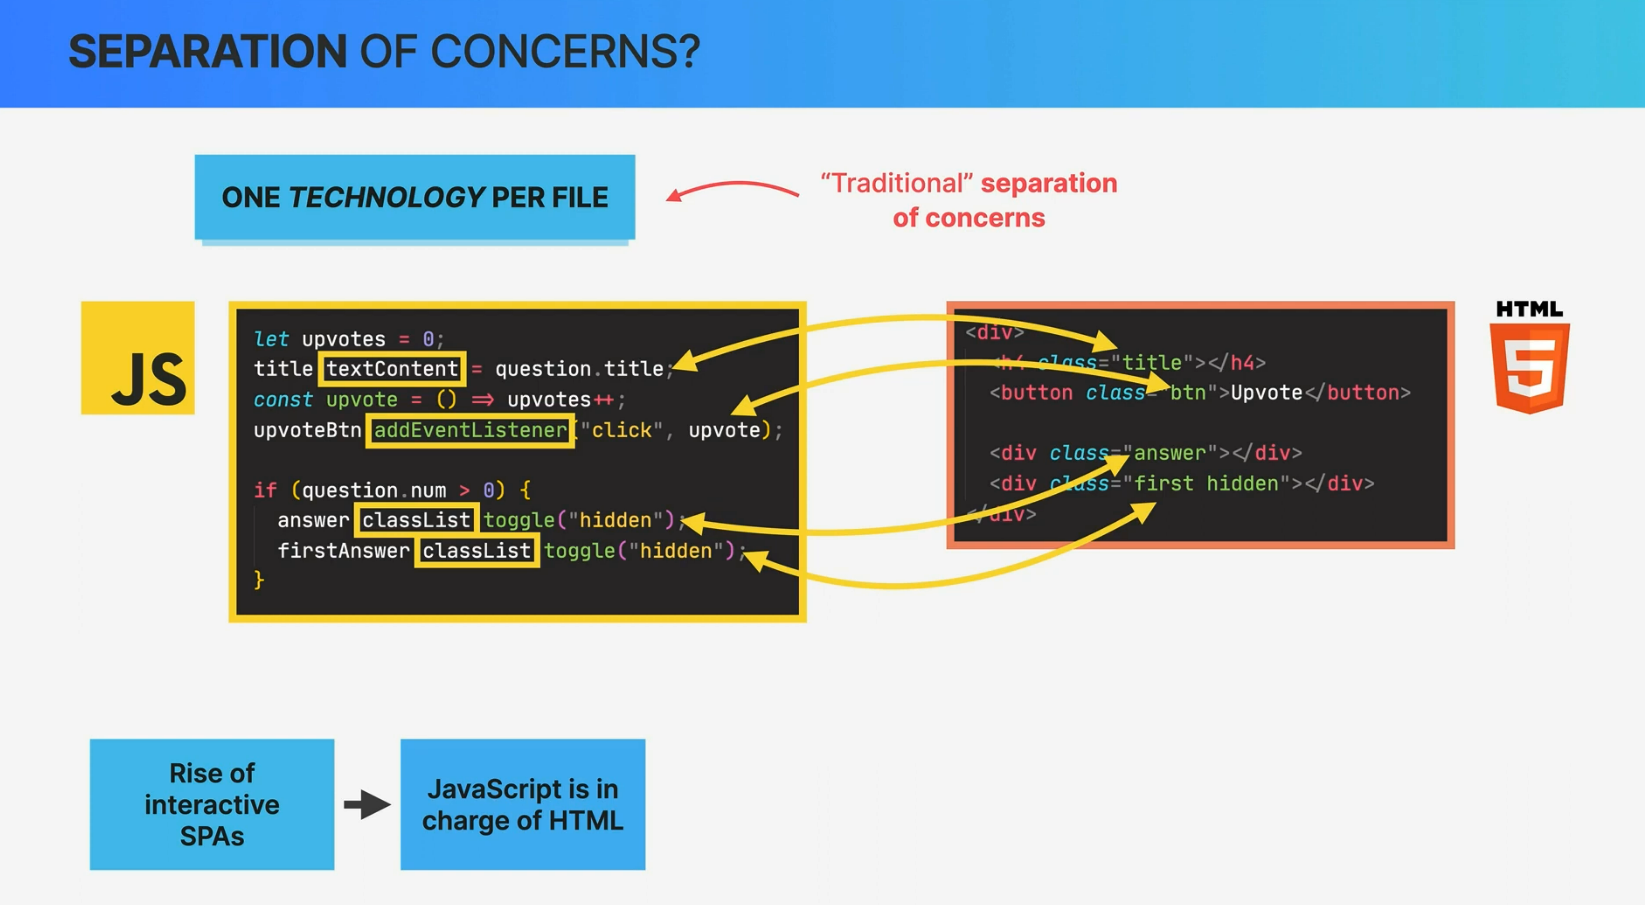 SEPARATION OF CONCERNS?
ONE TECHNOLOGY PER FILE
“Traditional” separation
of concerns
JS
let upvotes = 0;
title textContent = question.title;
const upvote = () => upvotes++;
upvoteBtn addEventListener("click", upvote);
if (question.num > 0) {
answer classList toggle("hidden");
firstAnswer classList toggle("hidden");
}
<div>
<h4 class="title"></h4>
<button class="btn">Upvote</button>
<div class="answer"></div>
<div class="first hidden"></div>
</div>
HTML
5
Rise of
interactive
SPAs
JavaScript is in
charge of HTML